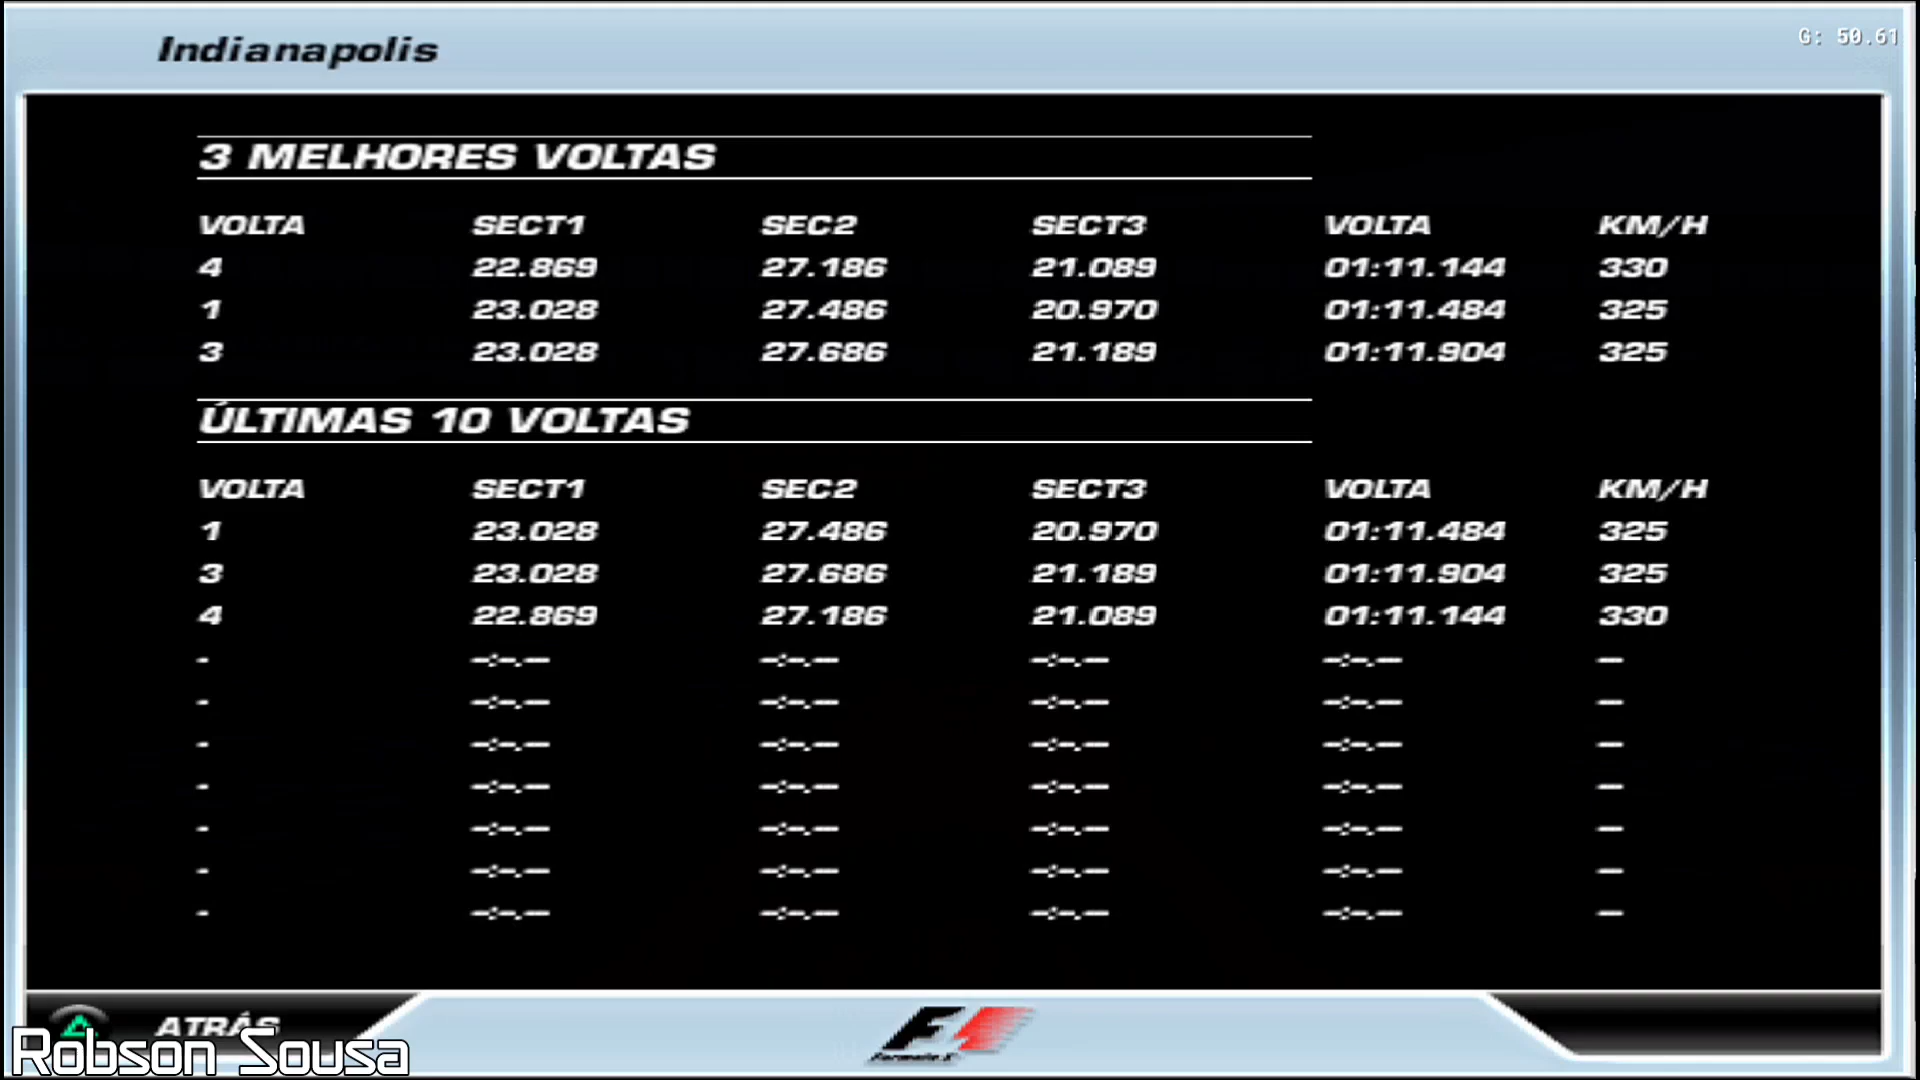 Indianapolis
G: 50.61
3 MELHORES VOLTAS
VOLTA SECT1 SEC2 SECT3 VOLTA KM/H
4 22.869 27.186 21.089 01:11.144 330
1 23.028 27.486 20.970 01:11.484 325
3 23.028 27.686 21.189 01:11.904 325
ÚLTIMAS 10 VOLTAS
VOLTA SECT1 SEC2 SECT3 VOLTA KM/H
1 23.028 27.486 20.970 01:11.484 325
3 23.028 27.686 21.189 01:11.904 325
4 22.869 27.186 21.089 01:11.144 330
- --:--.--- --:--.--- --:--.--- --:--.--- ---
- --:--.--- --:--.--- --:--.--- --:--.--- ---
- --:--.--- --:--.--- --:--.--- --:--.--- ---
- --:--.--- --:--.--- --:--.--- --:--.--- ---
- --:--.--- --:--.--- --:--.--- --:--.--- ---
- --:--.--- --:--.--- --:--.--- --:--.--- ---
- --:--.--- --:--.--- --:--.--- --:--.--- ---
ATRÁS
F1
Formula 1
Robson Sousa